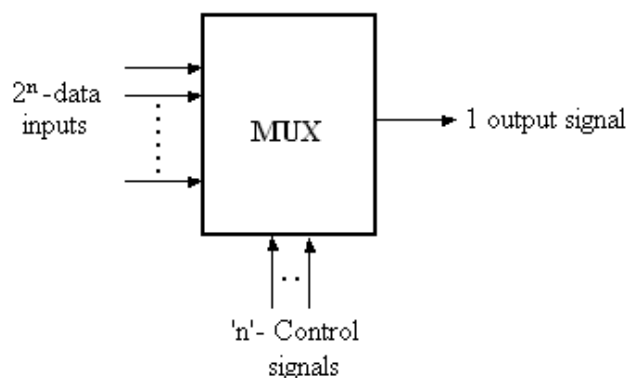 2ⁿ-data
inputs
MUX
1 output signal
'n'- Control
signals